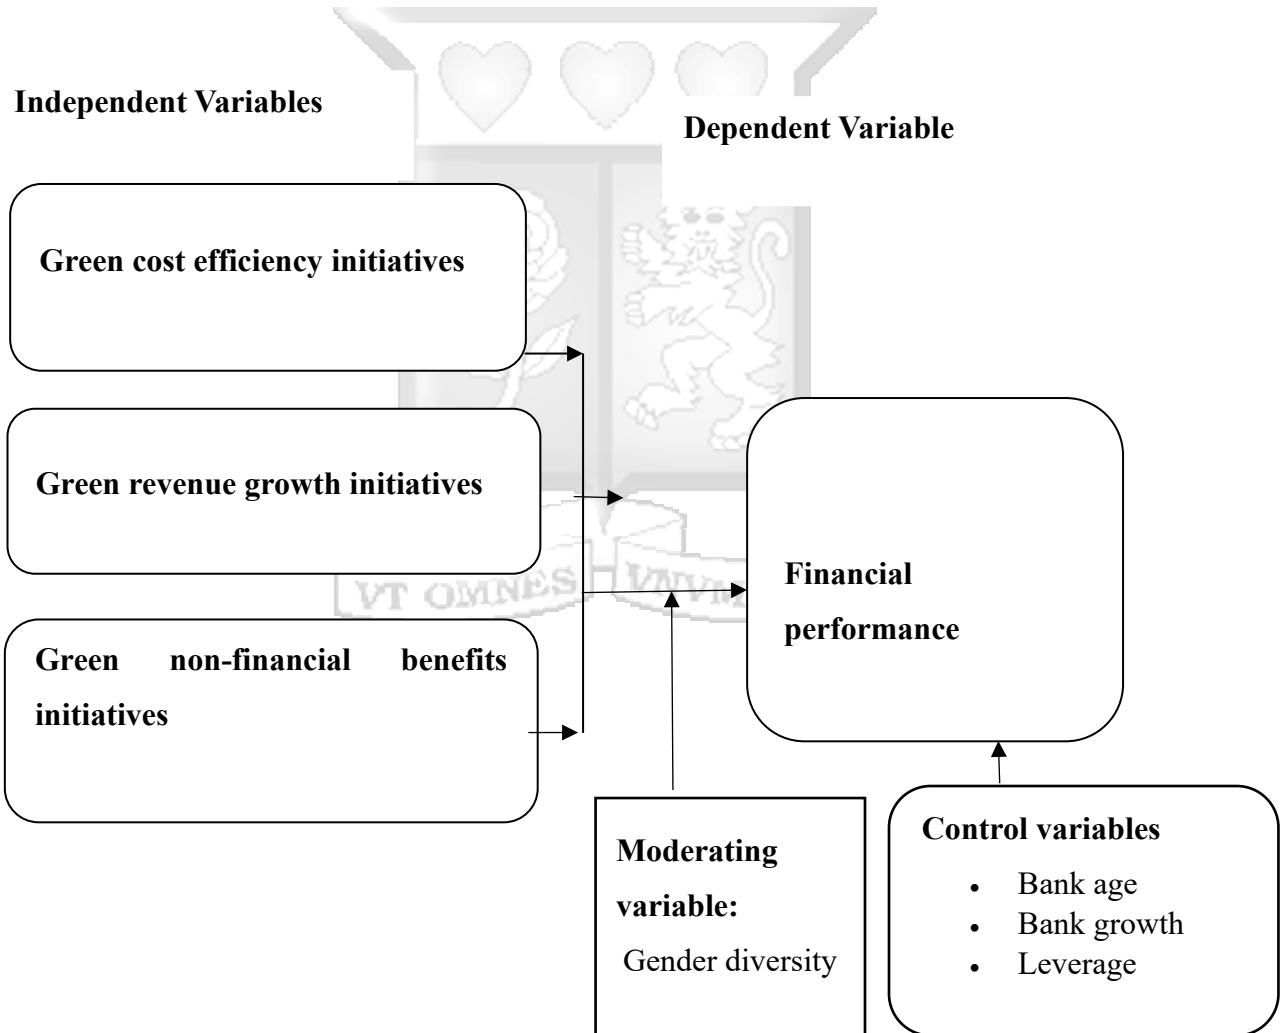 Independent Variables
Dependent Variable
Green cost efficiency initiatives
Green revenue growth initiatives
Green non-financial benefits
initiatives
VT OMNES
Financial
performance
Moderating
variable:
Gender diversity
Control variables
• Bank age
• Bank growth
• Leverage